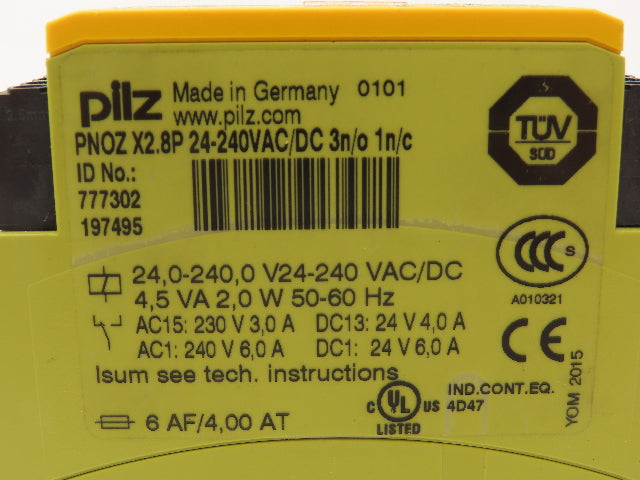 pilz Made in Germany 0101
www.pilz.com
PNOZ X2.8P 24-240VAC/DC 3n/o 1n/c
ID No.:
777302
197495
TÜV
SÜD
CCC S
A010321
24,0-240,0 V24-240 VAC/DC
4,5 VA 2,0 W 50-60 Hz
AC15: 230 V 3,0 A DC13: 24 V 4,0 A
AC1: 240 V 6,0 A DC1: 24 V 6,0 A
Isum see tech. instructions
CE
YOM 2015
6 AF/4,00 AT
C UL US
LISTED
IND.CONT.EQ.
4D47